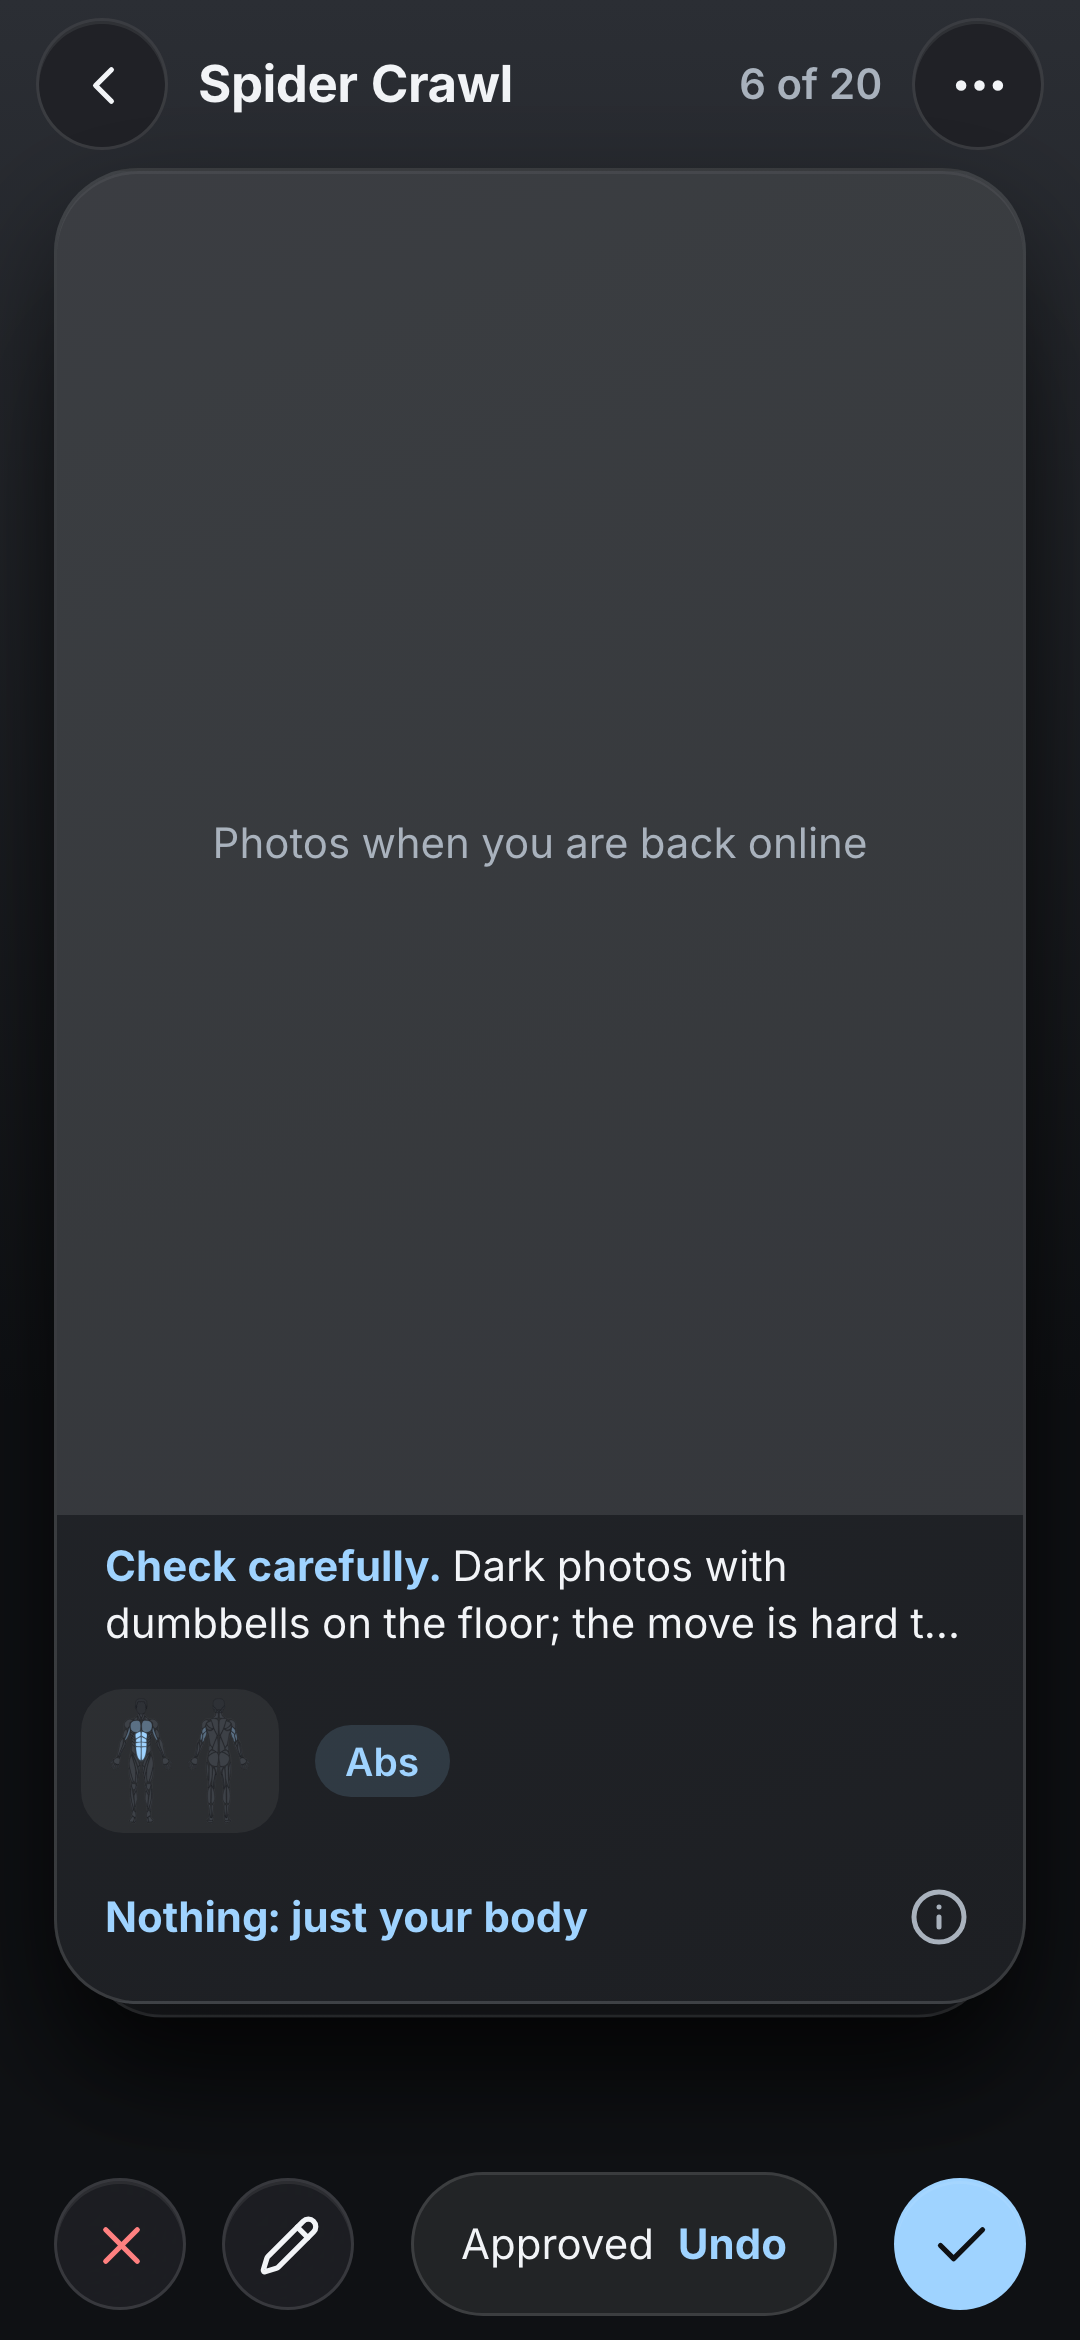 Spider Crawl
6 of 20
Photos when you are back online
Check carefully. Dark photos with
dumbbells on the floor; the move is hard t...
Abs
Nothing: just your body
Approved Undo